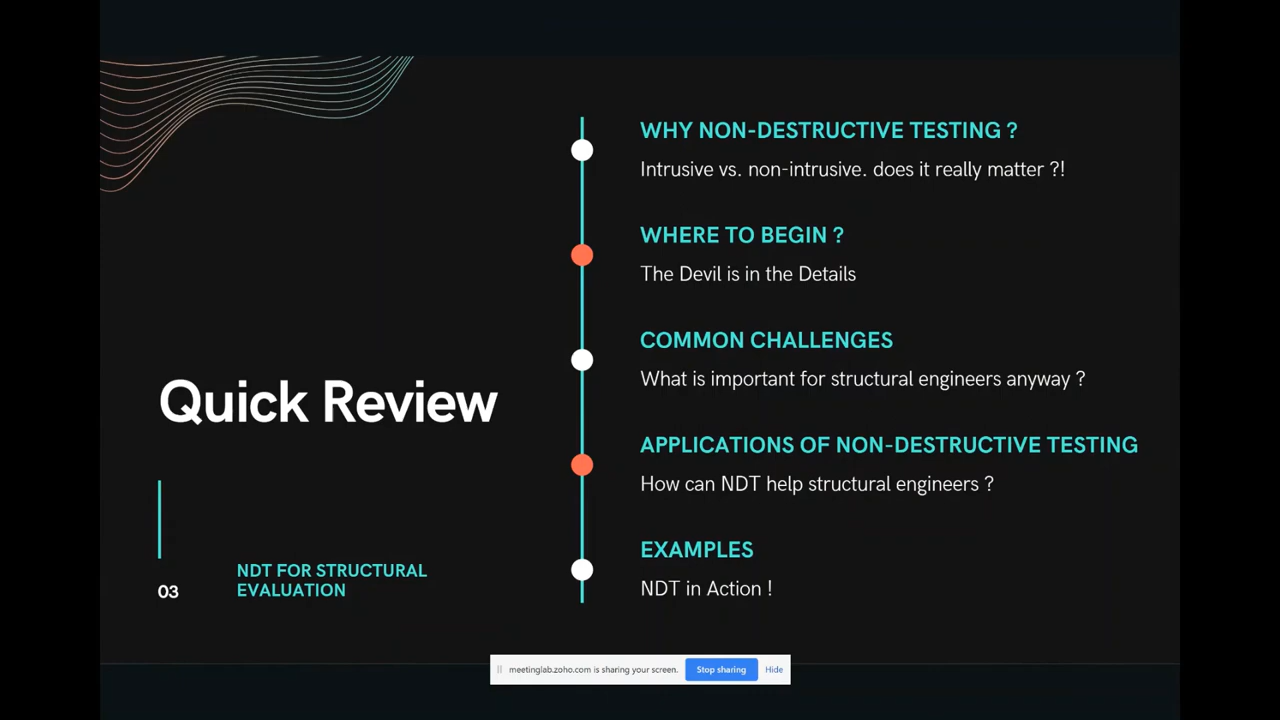 Quick Review
03
NDT FOR STRUCTURAL
EVALUATION
WHY NON-DESTRUCTIVE TESTING ?
Intrusive vs. non-intrusive. does it really matter ?!
WHERE TO BEGIN ?
The Devil is in the Details
COMMON CHALLENGES
What is important for structural engineers anyway ?
APPLICATIONS OF NON-DESTRUCTIVE TESTING
How can NDT help structural engineers ?
EXAMPLES
NDT in Action !
meetinglab.zoho.com is sharing your screen. Stop sharing Hide